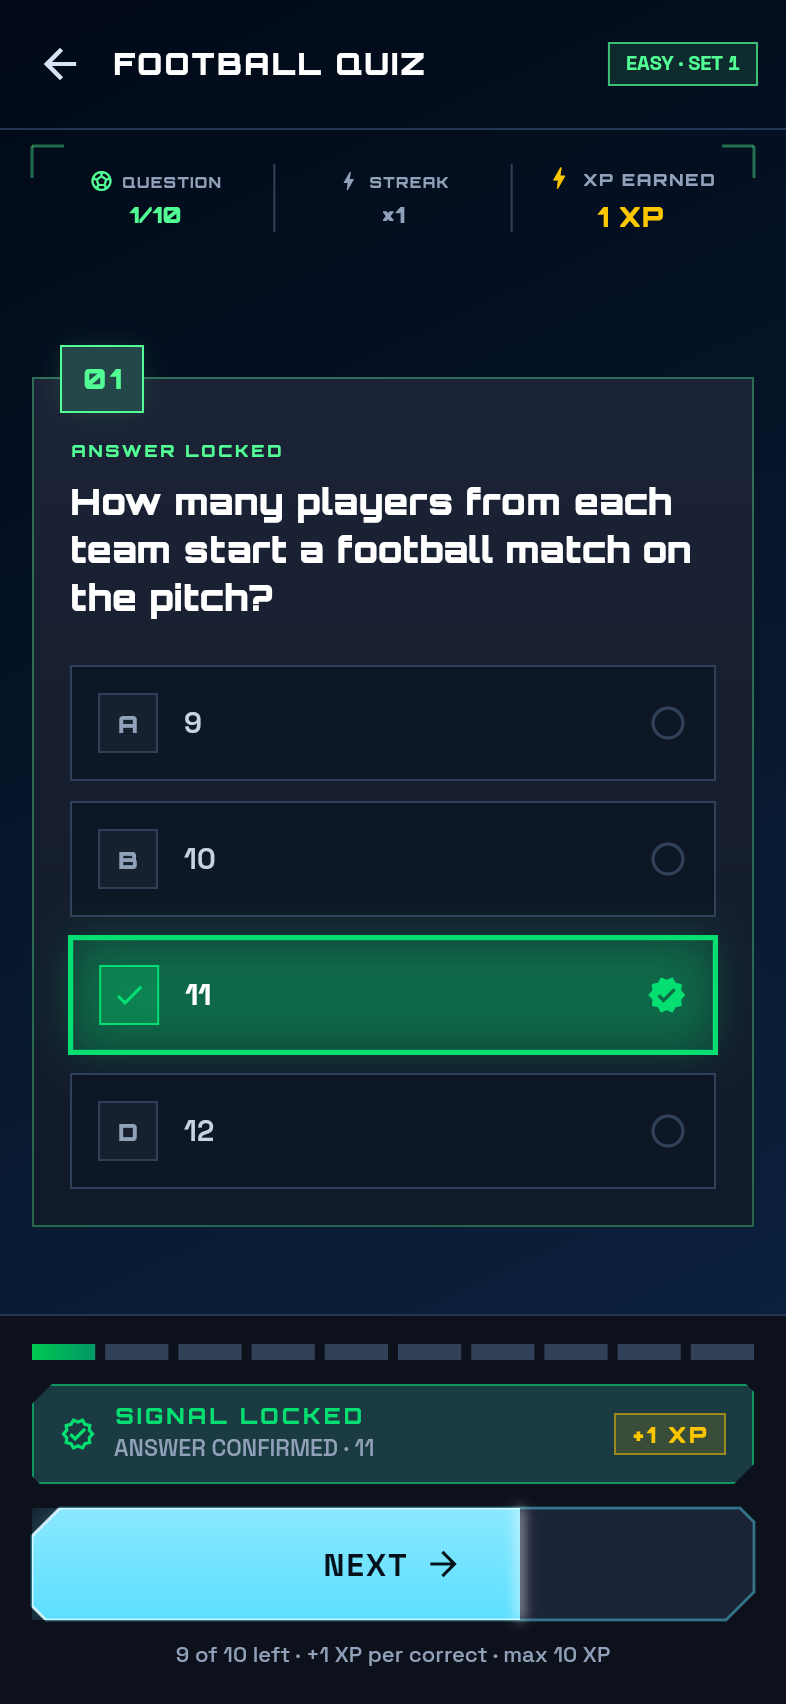 FOOTBALL QUIZ
EASY · SET 1
QUESTION
1/10
STREAK
x1
XP EARNED
1 XP
01
ANSWER LOCKED
How many players from each
team start a football match on
the pitch?
A 9
B 10
11
D 12
SIGNAL LOCKED
ANSWER CONFIRMED · 11
+1 XP
NEXT →
9 of 10 left · +1 XP per correct · max 10 XP